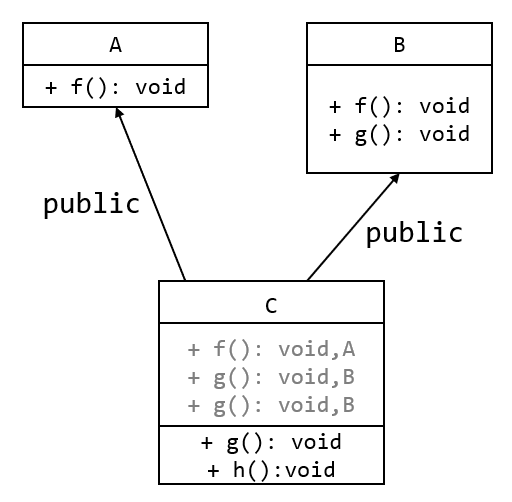 A
+ f(): void
B
+ f(): void
+ g(): void
public
public
C
+ f(): void,A
+ g(): void,B
+ g(): void,B
+ g(): void
+ h():void